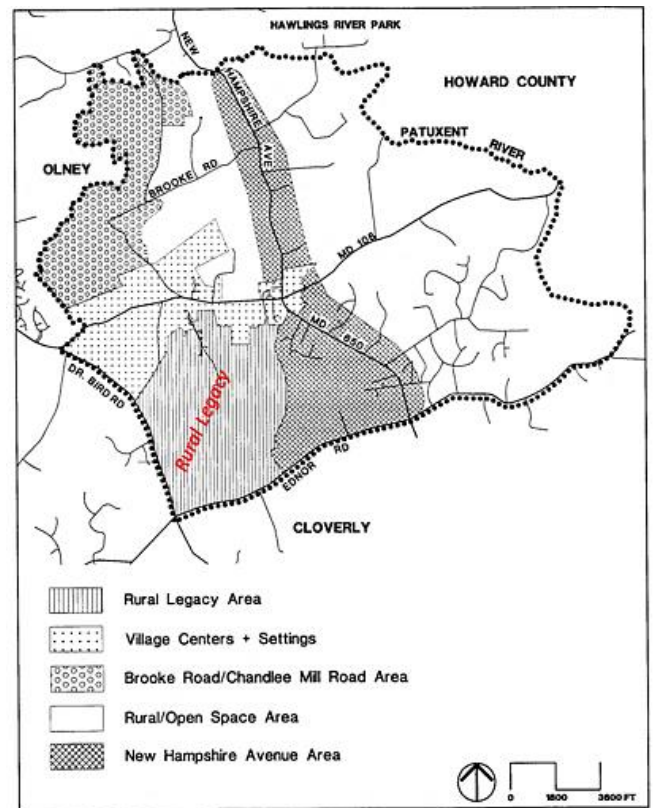 HAWLINGS RIVER PARK
NEW
HAMPSHIRE
AVE
HOWARD COUNTY
PATUXENT
RIVER
OLNEY
BROOKE RD
MD 108
MD 650
DR. BIRD RD
Rural Legacy
EDNOR
RD
CLOVERLY
Rural Legacy Area
Village Centers + Settings
Brooke Road/Chandlee Mill Road Area
Rural/Open Space Area
New Hampshire Avenue Area
0 1800 3600 FT